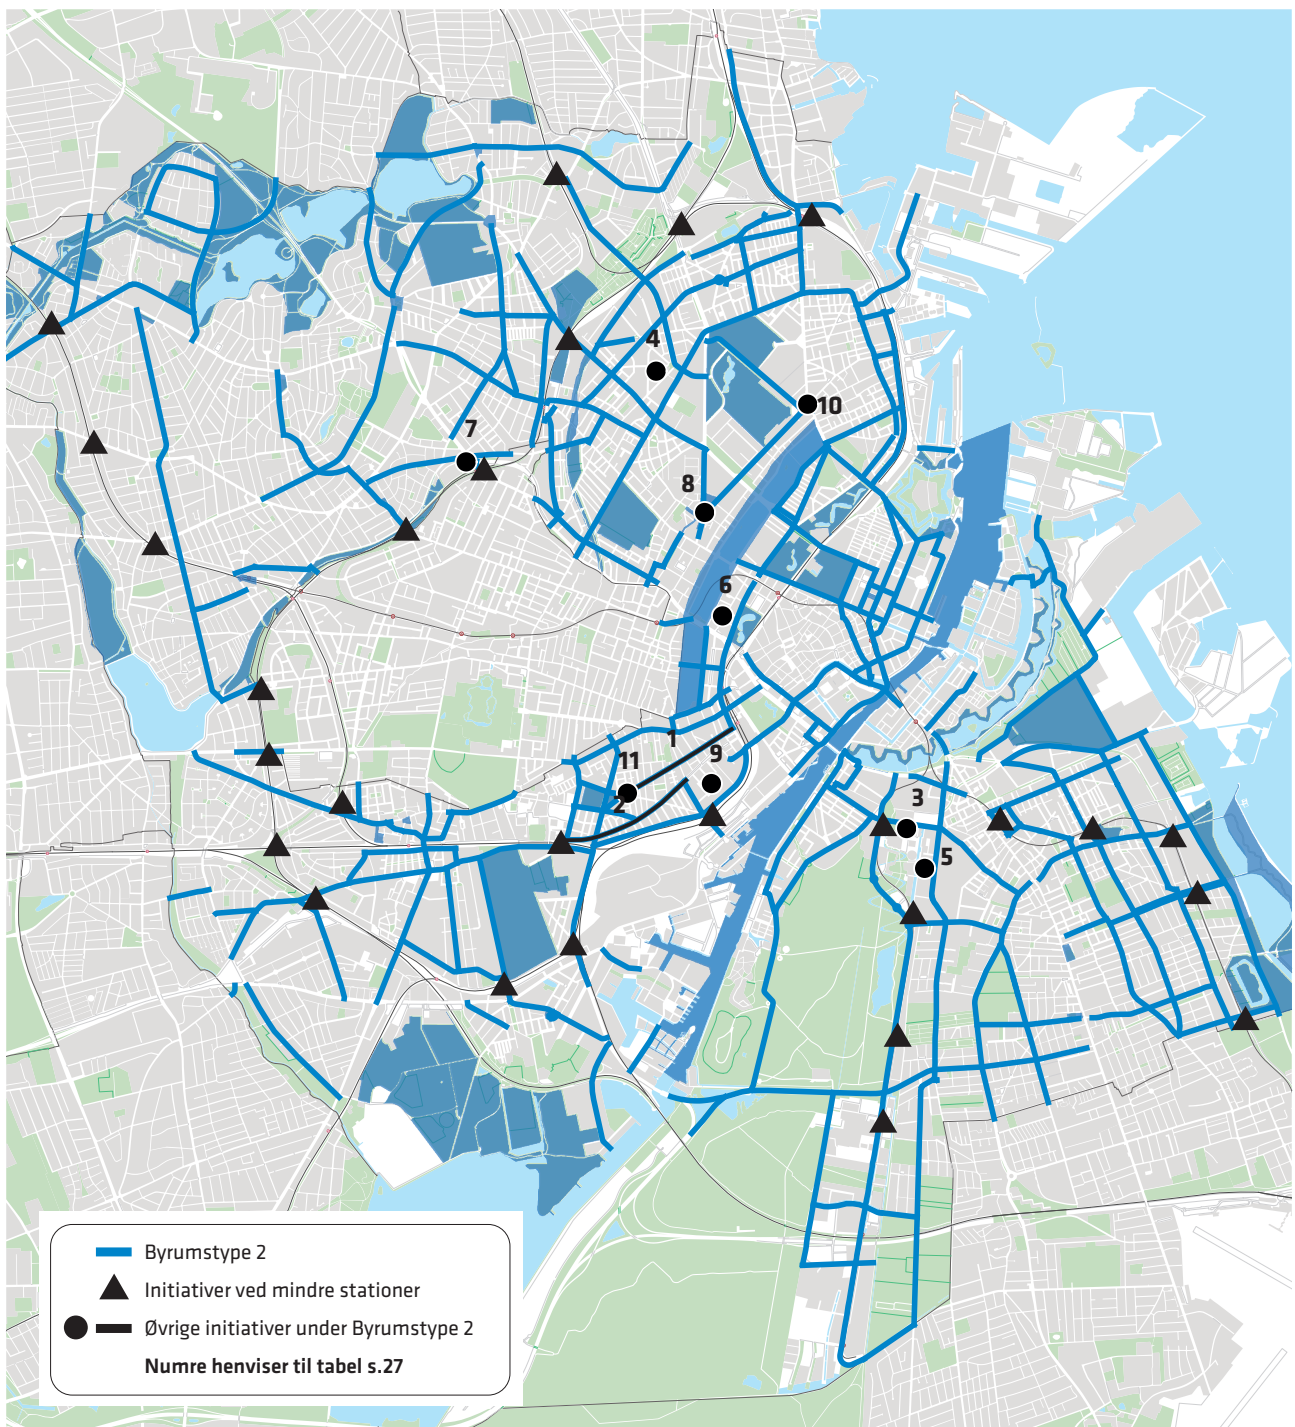 4
10
7
8
6
1
11
9
2
3
5
Byrumstype 2
Initiativer ved mindre stationer
Øvrige initiativer under Byrumstype 2
Numre henviser til tabel s.27